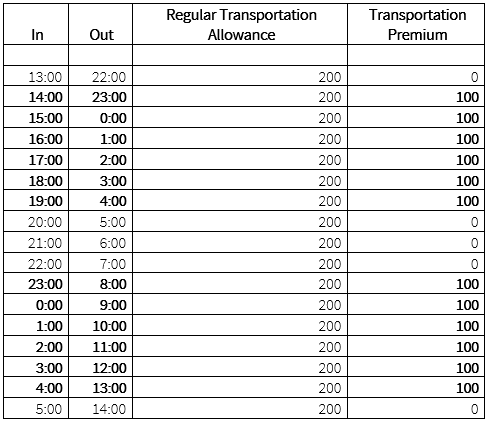 In Out Regular Transportation Allowance Transportation Premium
13:00 22:00 200 0
14:00 23:00 200 100
15:00 0:00 200 100
16:00 1:00 200 100
17:00 2:00 200 100
18:00 3:00 200 100
19:00 4:00 200 100
20:00 5:00 200 0
21:00 6:00 200 0
22:00 7:00 200 0
23:00 8:00 200 100
0:00 9:00 200 100
1:00 10:00 200 100
2:00 11:00 200 100
3:00 12:00 200 100
4:00 13:00 200 100
5:00 14:00 200 0